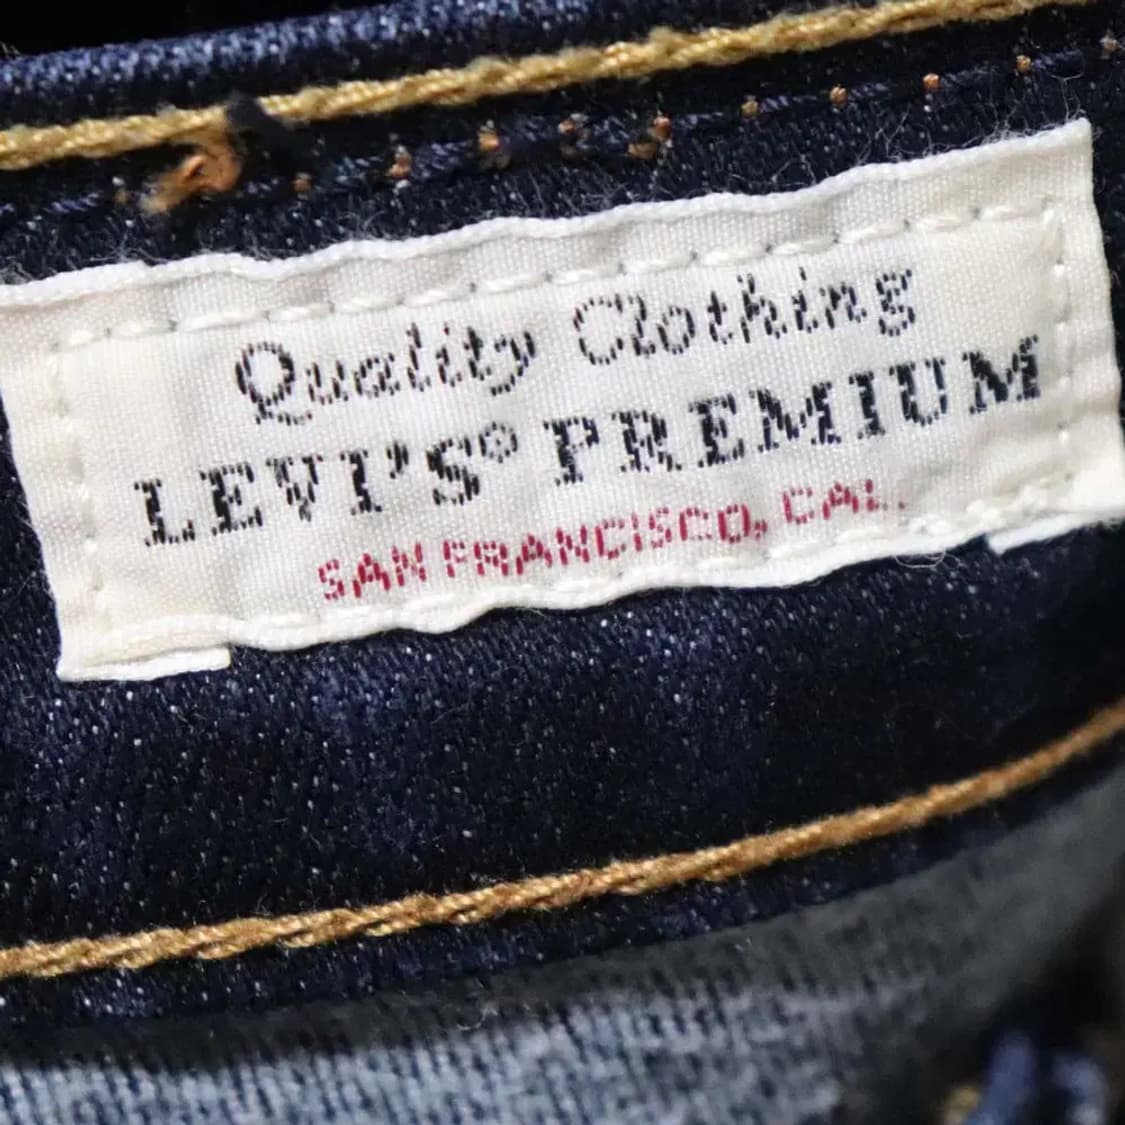 Quality Clothing
LEVI'S® PREMIUM
SAN FRANCISCO, CAL.